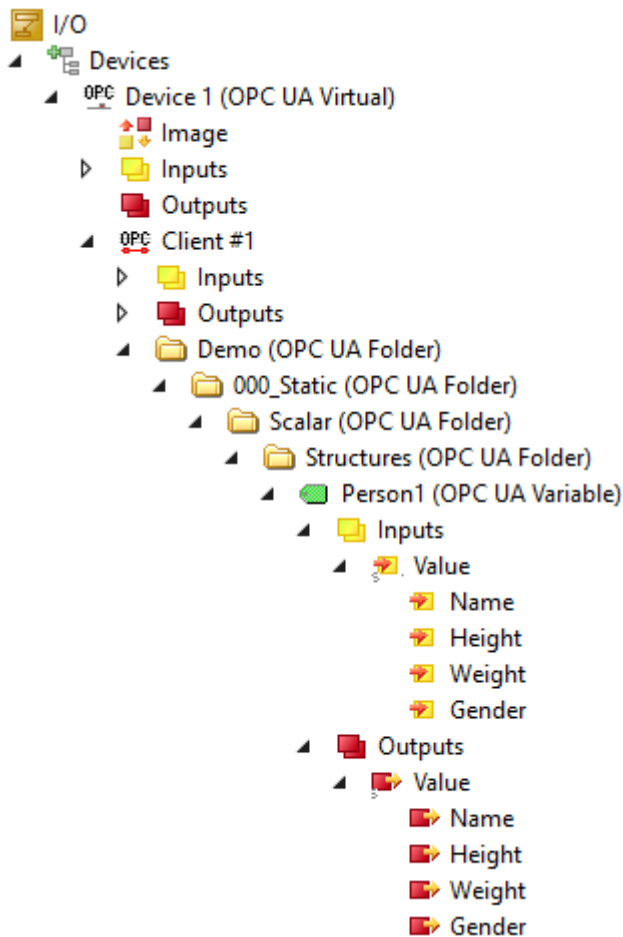 I/O
Devices
OPC Device 1 (OPC UA Virtual)
Image
Inputs
Outputs
OPC Client #1
Inputs
Outputs
Demo (OPC UA Folder)
000_Static (OPC UA Folder)
Scalar (OPC UA Folder)
Structures (OPC UA Folder)
Person1 (OPC UA Variable)
Inputs
S Value
Name
Height
Weight
Gender
Outputs
S Value
Name
Height
Weight
Gender